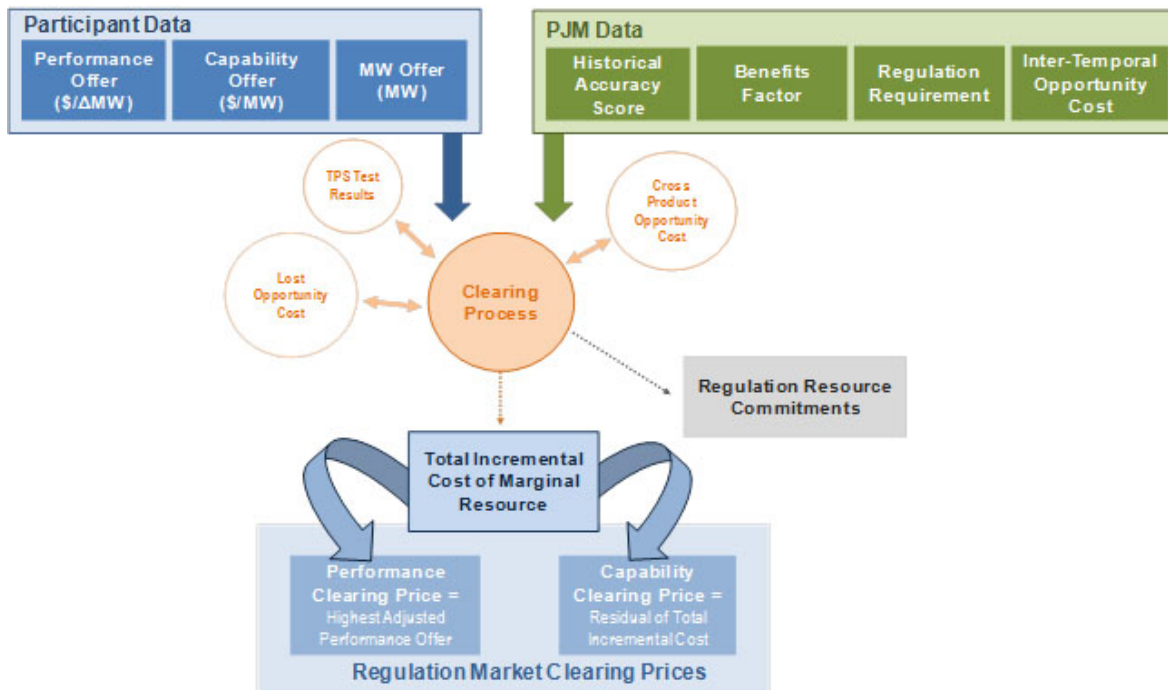 Participant Data
Performance
Offer
($/ΔMW)
Capability
Offer
($/MW)
MW Offer
(MW)
PJM Data
Historical
Accuracy
Score
Benefits
Factor
Regulation
Requirement
Inter-Temporal
Opportunity
Cost
TPS Test
Results
Cross
Product
Opportunity
Cost
Lost
Opportunity
Cost
Clearing
Process
Regulation Resource
Commitments
Total Incremental
Cost of Marginal
Resource
Performance
Clearing Price =
Highest Adjusted
Performance Offer
Capability
Clearing Price =
Residual of Total
Incremental Cost
Regulation Market Clearing Prices